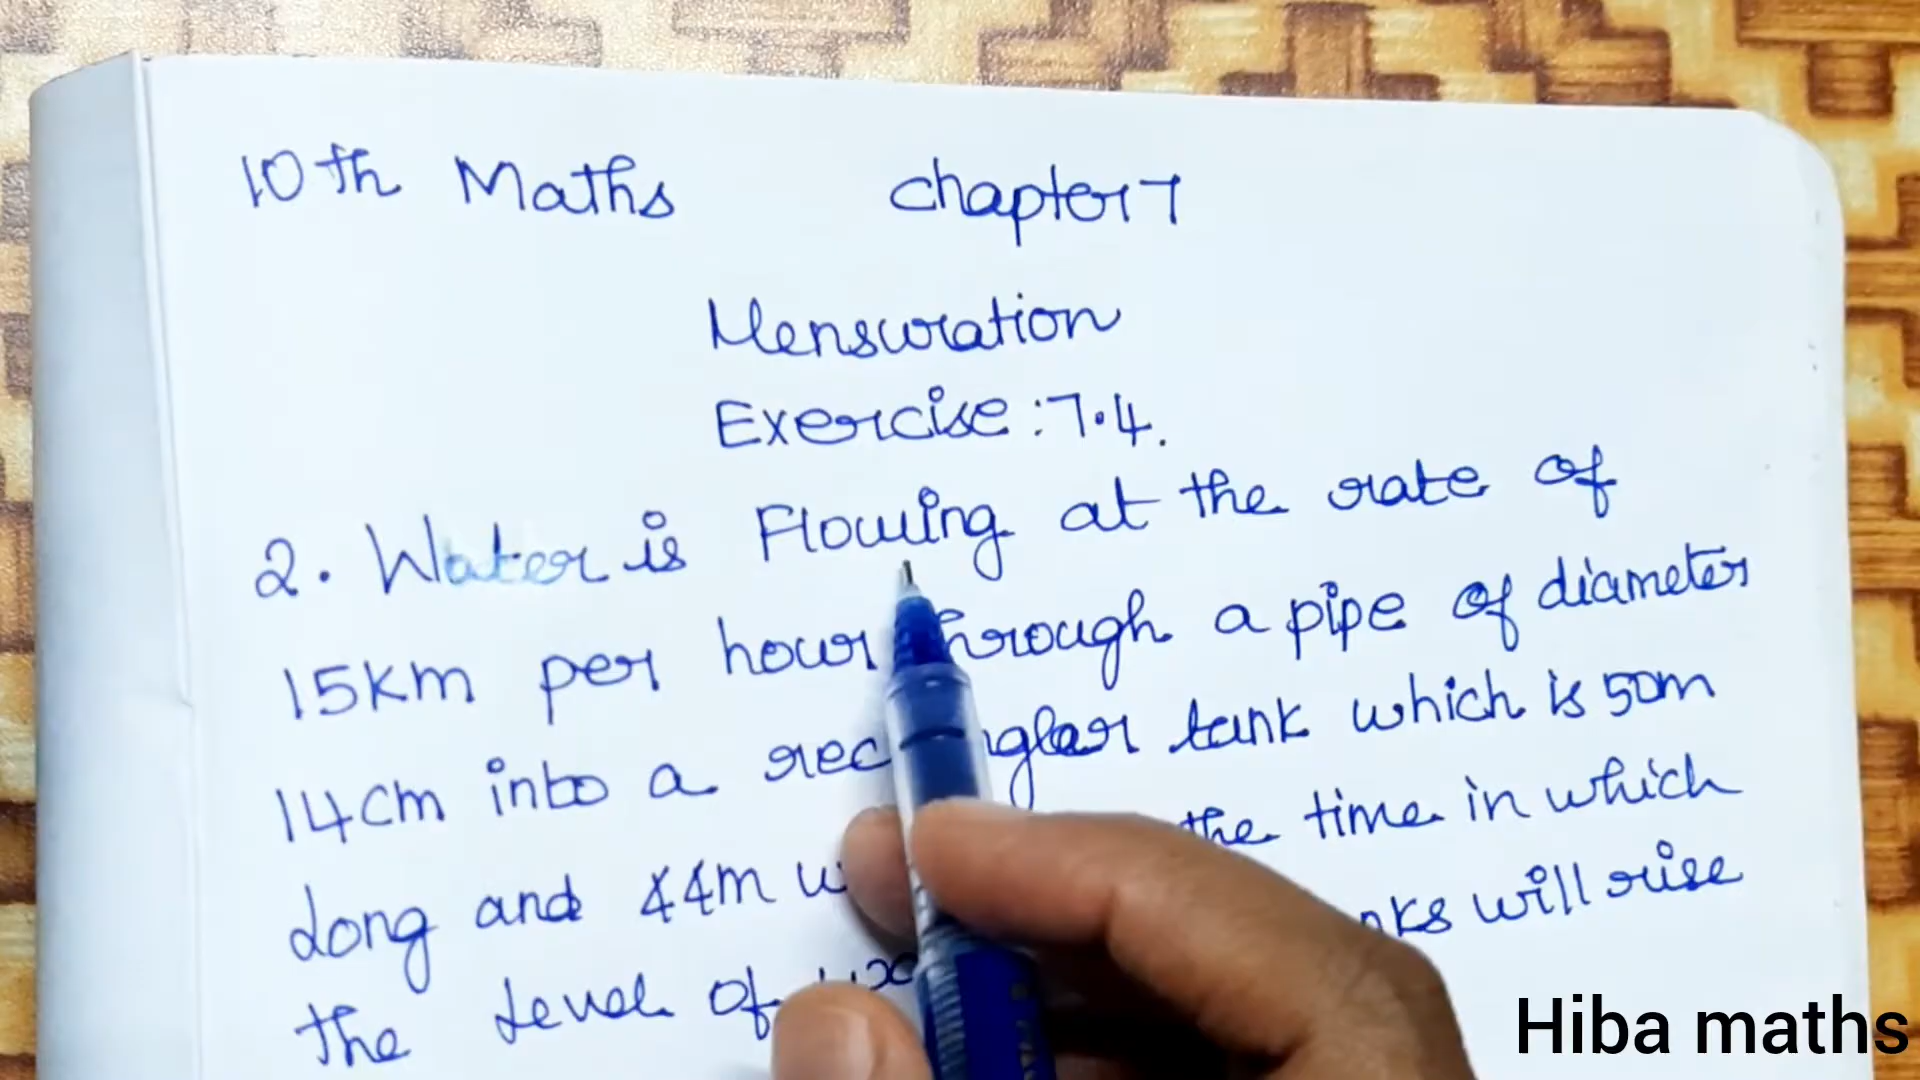 10th Maths chapter 7
Mensuration
Exercise : 7.4.
2. Water is Flowing at the rate of
15km per hour through a pipe of diameter
14cm into a tank which is 50m
Long and 44m the time in which
the level of will rise
Hiba maths